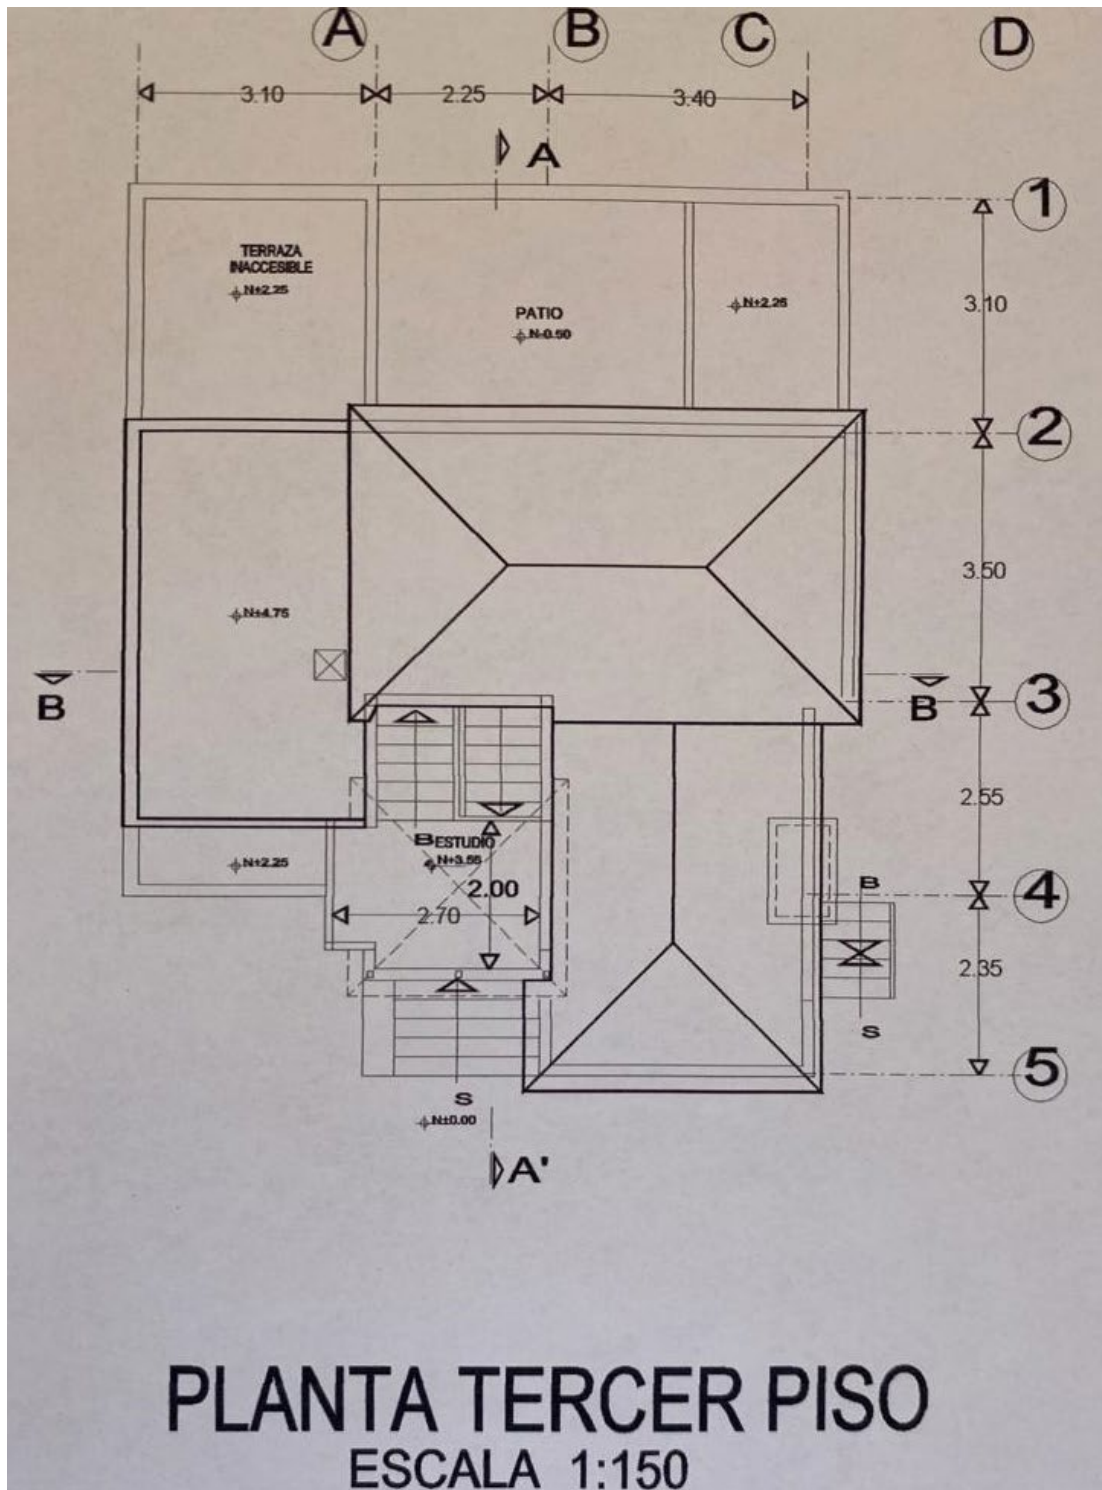 A B C D
3.10 2.25 3.40
A
1
TERRAZA
INACCESIBLE
N+2.25
PATIO
N-0.50
N+2.25
3.10
2
3.50
N+4.75
B B
3
2.55
B
ESTUDIO
N+3.55
N+2.25
2.00
2.70
B
4
2.35
S
5
S
N±0.00
A'
PLANTA TERCER PISO
ESCALA 1:150